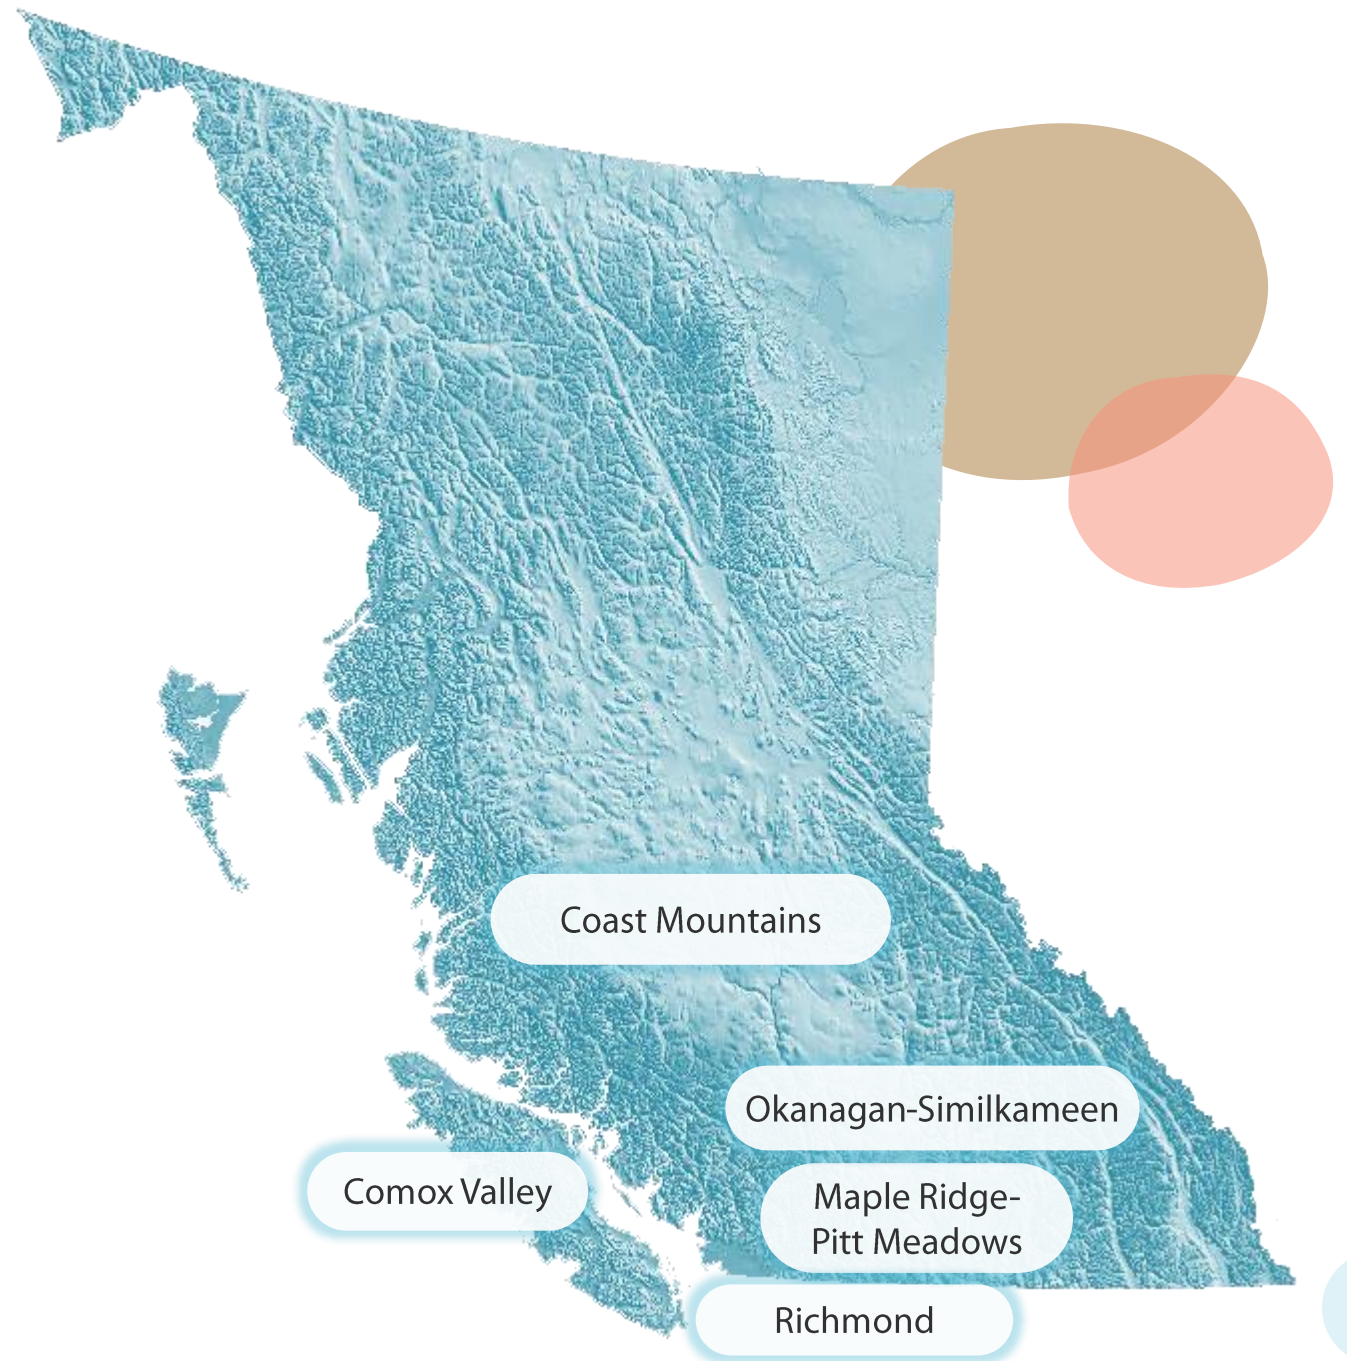 Coast Mountains
Okanagan-Similkameen
Comox Valley
Maple Ridge-
Pitt Meadows
Richmond